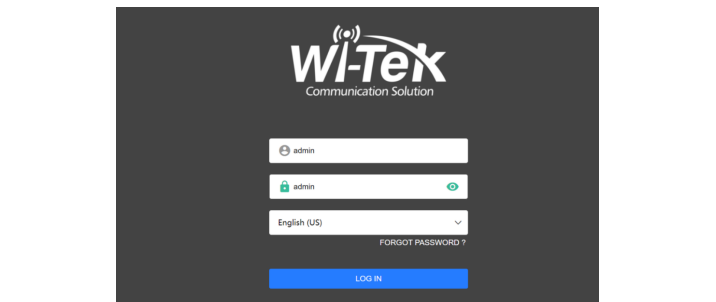 Wi-Tek
Communication Solution
admin
admin
English (US)
FORGOT PASSWORD ?
LOG IN